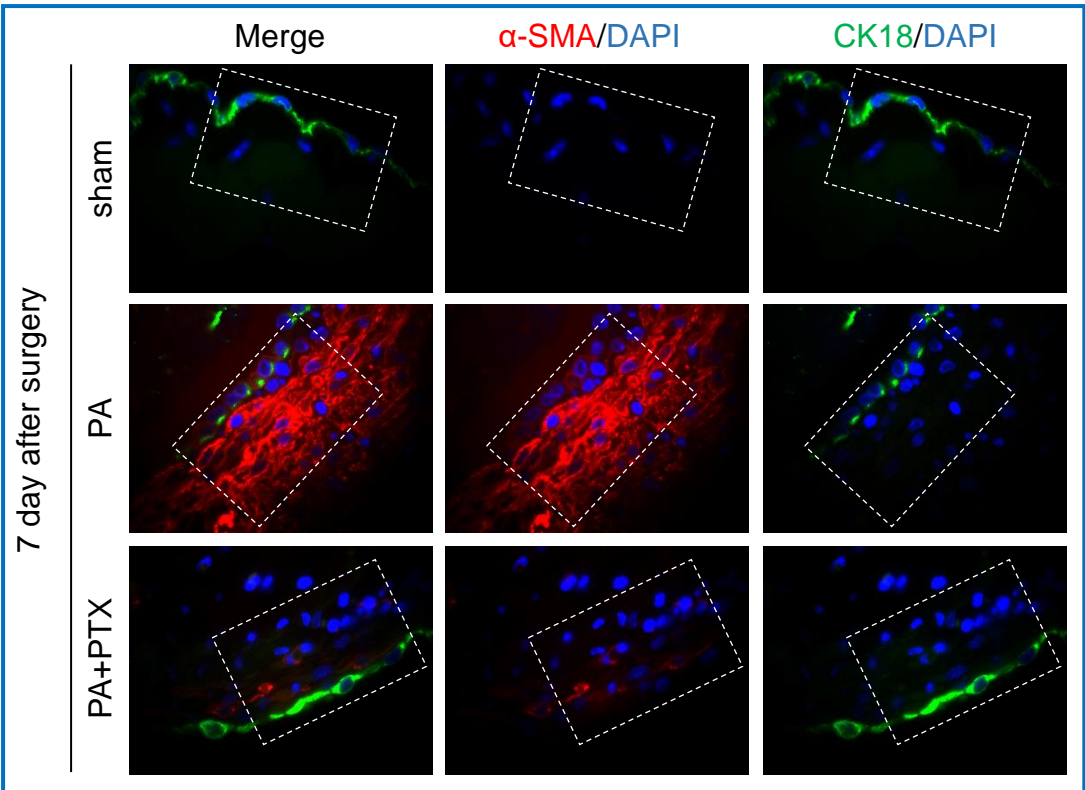 Merge
α-SMA/DAPI
CK18/DAPI
7 day after surgery
sham
PA
PA+PTX